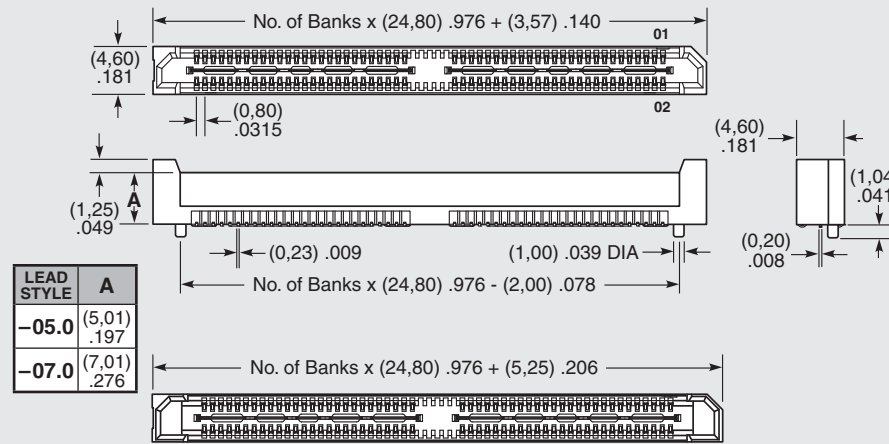 No. of Banks x (24,80) .976 + (3,57) .140
01
(4,60)
.181
02
(0,80)
.0315
(4,60)
.181
A
(1,25)
.049
(1,04
.041
(0,23) .009
(1,00) .039 DIA
(0,20)
.008
No. of Banks x (24,80) .976 - (2,00) .078
LEAD STYLE A
–05.0 (5,01) .197
–07.0 (7,01) .276
No. of Banks x (24,80) .976 + (5,25) .206